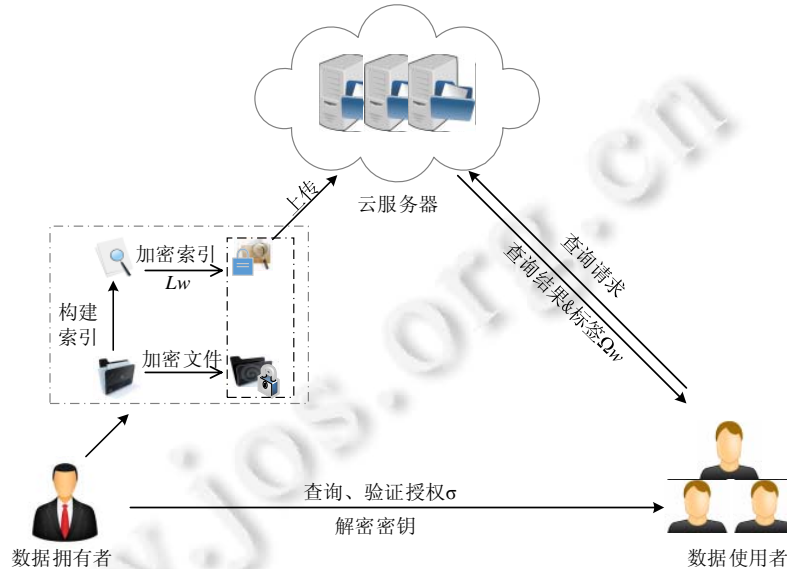 云服务器
上传
查询请求
查询结果&标签Ωw
加密索引
Lw
构建
索引
加密文件
查询、验证授权σ
解密密钥
数据拥有者
数据使用者
w.jos.org.cn